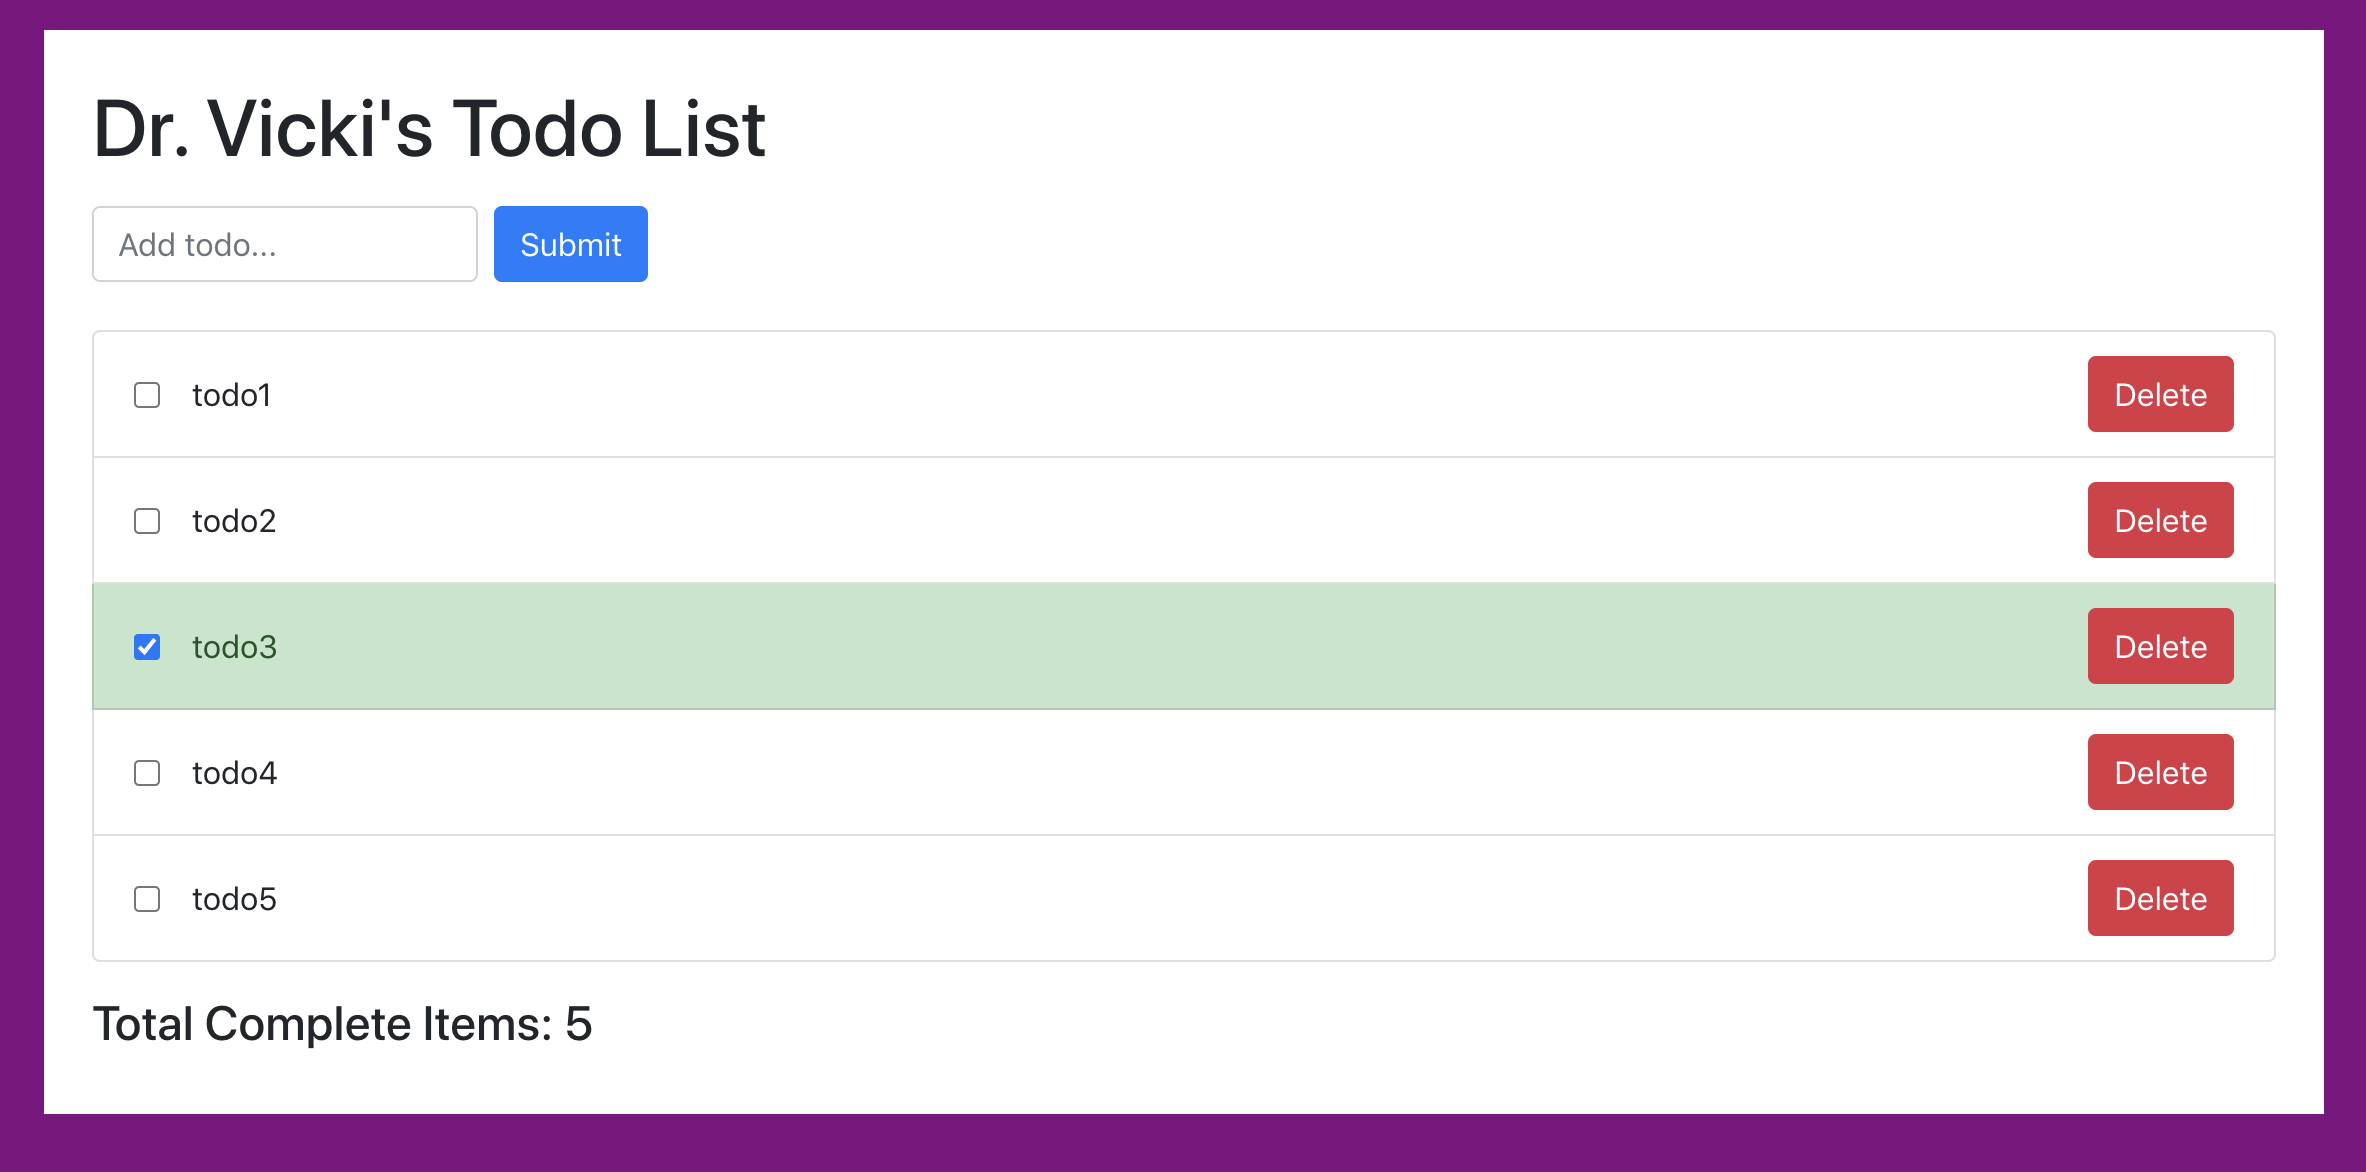 Dr. Vicki's Todo List
Add todo... Submit
todo1 Delete
todo2 Delete
todo3 Delete
todo4 Delete
todo5 Delete
Total Complete Items: 5